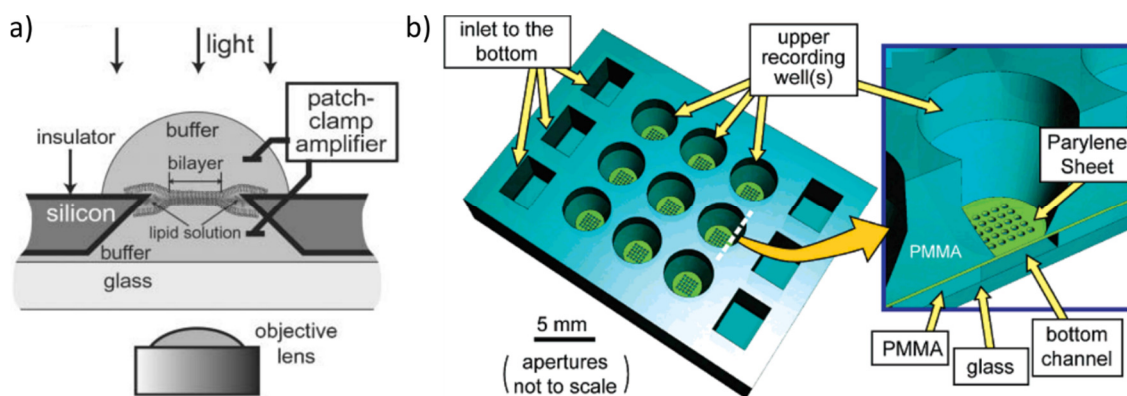 a)
light
buffer
patch-
clamp
amplifier
insulator
bilayer
silicon
lipid solution
buffer
glass
objective
lens
b)
inlet to the
bottom
upper
recording
well(s)
5 mm
( apertures
not to scale )
Parylene
Sheet
PMMA
PMMA
glass
bottom
channel